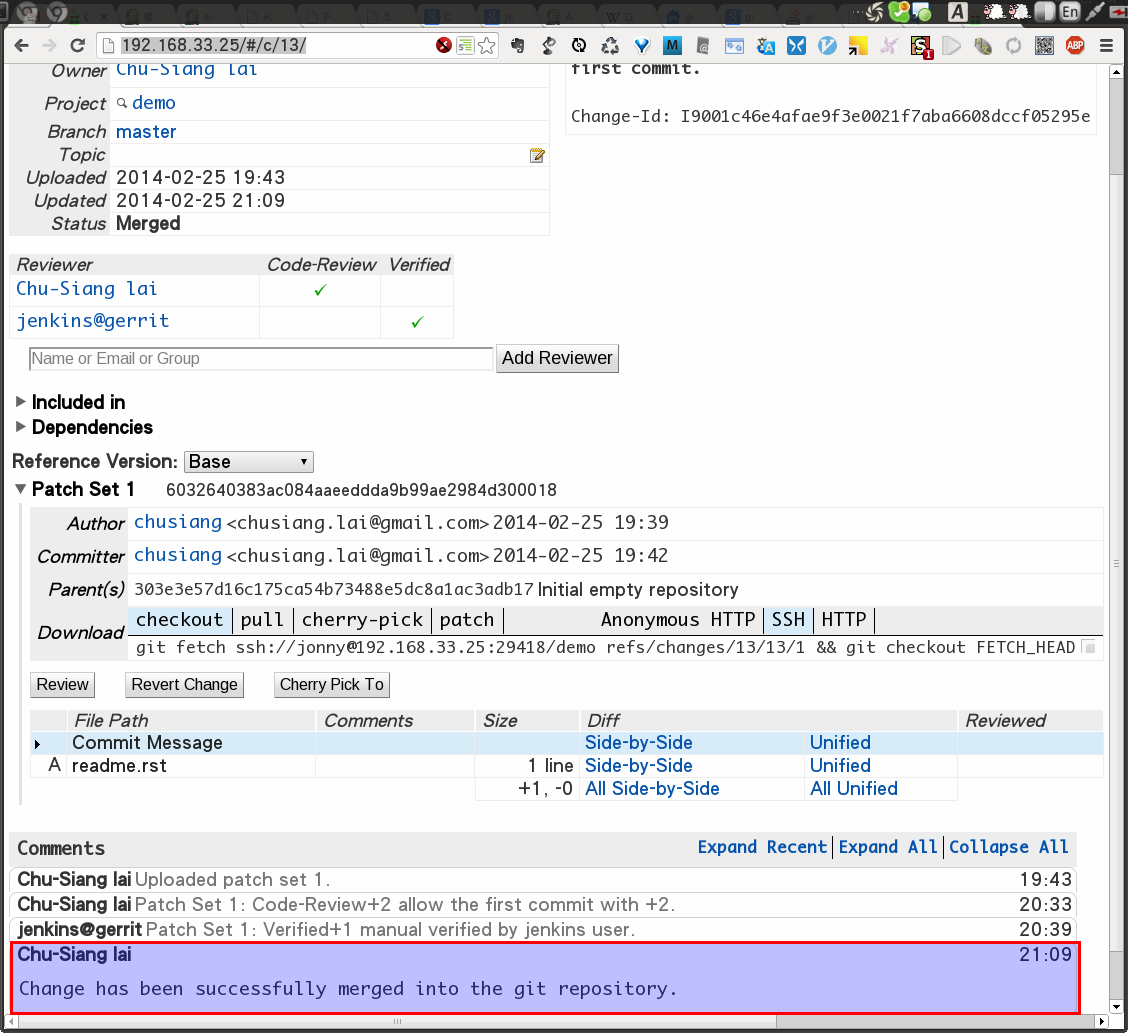 En
192.168.33.25/#/c/13/
M
S
1
ABP
Owner Chu-Siang lai
first commit.
Project demo
Change-Id: I9001c46e4afae9f3e0021f7aba6608dccf05295e
Branch master
Topic
Uploaded 2014-02-25 19:43
Updated 2014-02-25 21:09
Status Merged
Reviewer Code-Review Verified
Chu-Siang lai ✓
jenkins@gerrit ✓
Name or Email or Group Add Reviewer
Included in
Dependencies
Reference Version: Base
Patch Set 1 6032640383ac084aaeeddda9b99ae2984d300018
Author chusiang <chusiang.lai@gmail.com> 2014-02-25 19:39
Committer chusiang <chusiang.lai@gmail.com> 2014-02-25 19:42
Parent(s) 303e3e57d16c175ca54b73488e5dc8a1ac3adb17 Initial empty repository
Download checkout pull cherry-pick patch Anonymous HTTP SSH HTTP
git fetch ssh://jonny@192.168.33.25:29418/demo refs/changes/13/13/1 && git checkout FETCH_HEAD
Review Revert Change Cherry Pick To
File Path Comments Size Diff Reviewed
Commit Message Side-by-Side Unified
A readme.rst 1 line Side-by-Side Unified
+1, -0 All Side-by-Side All Unified
Comments Expand Recent Expand All Collapse All
Chu-Siang lai Uploaded patch set 1. 19:43
Chu-Siang lai Patch Set 1: Code-Review+2 allow the first commit with +2. 20:33
jenkins@gerrit Patch Set 1: Verified+1 manual verified by jenkins user. 20:39
Chu-Siang lai 21:09
Change has been successfully merged into the git repository.